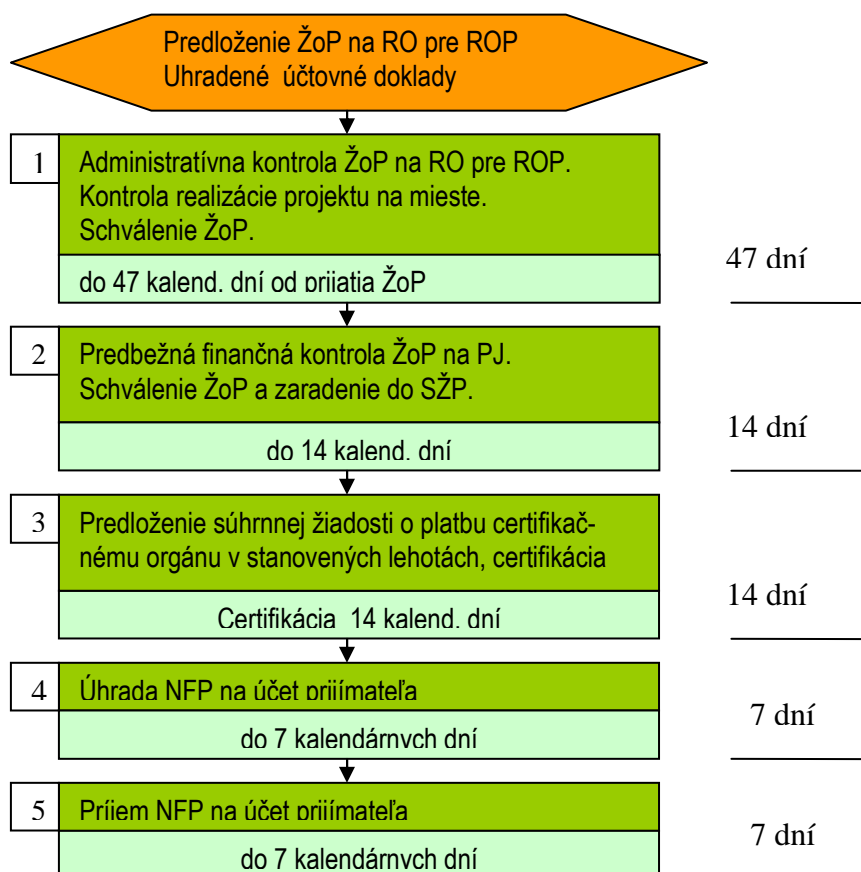 Predloženie ŽoP na RO pre ROP
Uhradené účtovné doklady
1
Administratívna kontrola ŽoP na RO pre ROP.
Kontrola realizácie projektu na mieste.
Schválenie ŽoP.
do 47 kalend. dní od prijatia ŽoP
47 dní
2
Predbežná finančná kontrola ŽoP na PJ.
Schválenie ŽoP a zaradenie do SŽP.
do 14 kalend. dní
14 dní
3
Predloženie súhrnnej žiadosti o platbu certifikač-
nému orgánu v stanovených lehotách, certifikácia
Certifikácia 14 kalend. dní
14 dní
4
Úhrada NFP na účet prijímateľa
do 7 kalendárnych dní
7 dní
5
Príjem NFP na účet prijímateľa
do 7 kalendárnych dní
7 dní